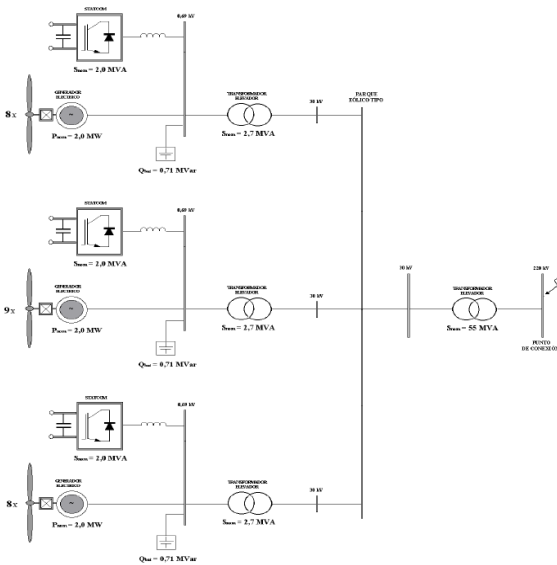 STATCOM
0,69 kV
Snom = 2,0 MVA
GENERADOR
ELECTRICO
TRANSFORMADOR
ELEVADOR
30 kV
PARQUE
EÓLICO TIPO
8x
Pnom = 2,0 MW
Snom = 2,7 MVA
Qbat = 0,71 MVar
STATCOM
0,69 kV
Snom = 2,0 MVA
GENERADOR
ELECTRICO
TRANSFORMADOR
ELEVADOR
30 kV
30 kV
TRANSFORMADOR
ELEVADOR
220 kV
9x
Pnom = 2,0 MW
Snom = 2,7 MVA
Snom = 55 MVA
PUNTO
DE CONEXIÓN
Qbat = 0,71 MVar
STATCOM
0,69 kV
Snom = 2,0 MVA
GENERADOR
ELECTRICO
TRANSFORMADOR
ELEVADOR
30 kV
8x
Pnom = 2,0 MW
Snom = 2,7 MVA
Qbat = 0,71 MVar